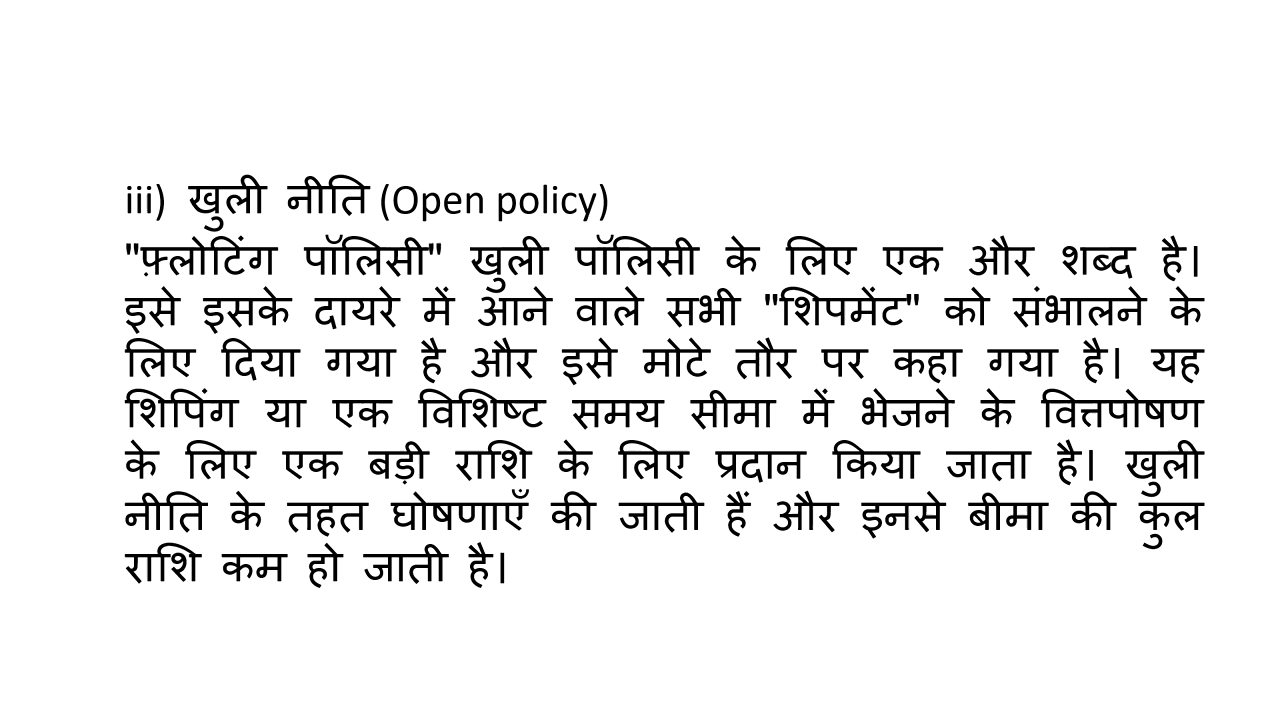 iii) खुली नीति (Open policy)
"फ़्लोटिंग पॉलिसी" खुली पॉलिसी के लिए एक और शब्द है।
इसे इसके दायरे में आने वाले सभी "शिपमेंट" को संभालने के
लिए दिया गया है और इसे मोटे तौर पर कहा गया है। यह
शिपिंग या एक विशिष्ट समय सीमा में भेजने के वित्तपोषण
के लिए एक बड़ी राशि के लिए प्रदान किया जाता है। खुली
नीति के तहत घोषणाएँ की जाती हैं और इनसे बीमा की कुल
राशि कम हो जाती है।